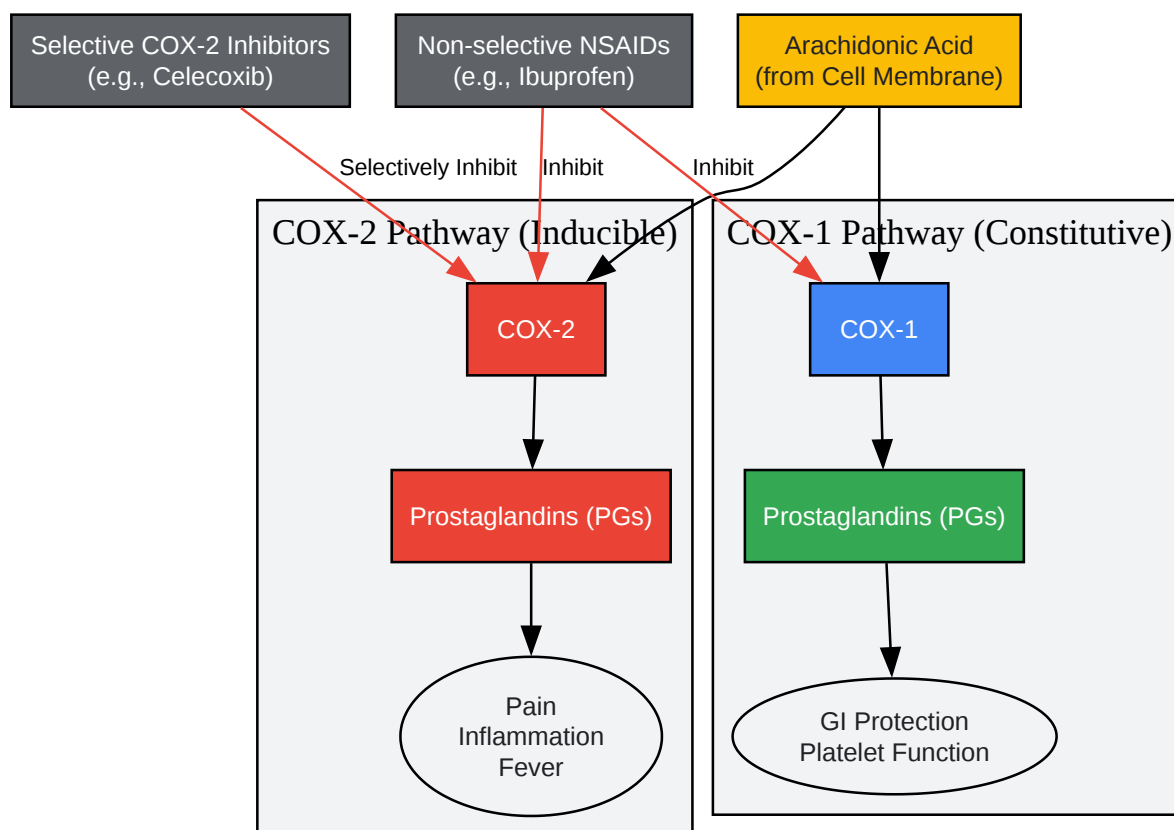 Selective COX-2 Inhibitors
(e.g., Celecoxib)
Non-selective NSAIDs
(e.g., Ibuprofen)
Arachidonic Acid
(from Cell Membrane)
Selectively Inhibit
Inhibit
Inhibit
COX-2 Pathway (Inducible)
COX-1 Pathway (Constitutive)
COX-2
COX-1
Prostaglandins (PGs)
Prostaglandins (PGs)
Pain
Inflammation
Fever
GI Protection
Platelet Function